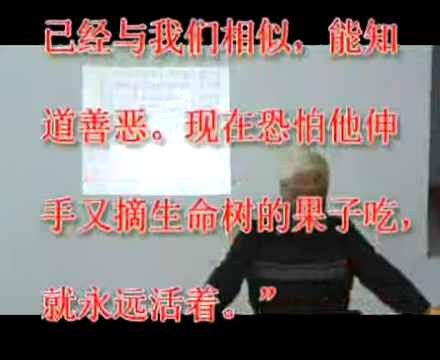 已经与我们相似，能知
道善恶。现在恐怕他伸
手又摘生命树的果子吃，
就永远活着。”